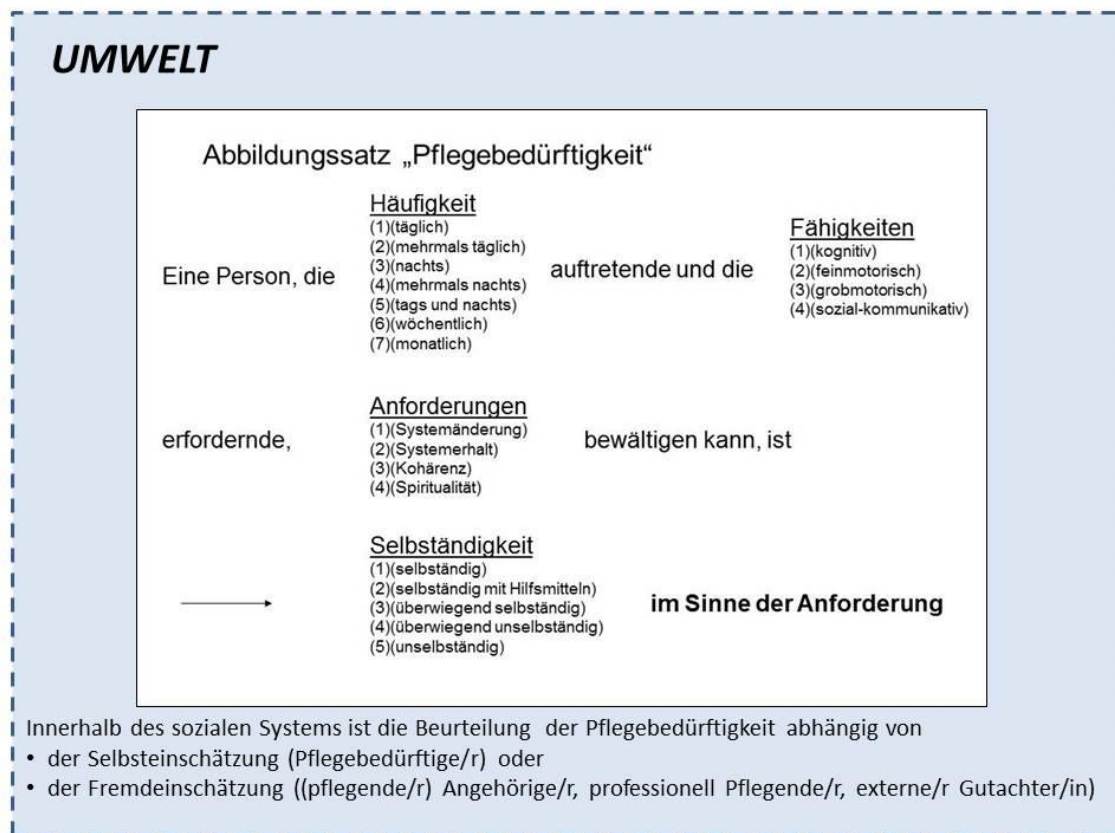 UMWELT
Abbildungssatz „Pflegebedürftigkeit“
Eine Person, die
Häufigkeit
(1)(täglich)
(2)(mehrmals täglich)
(3)(nachts)
(4)(mehrmals nachts)
(5)(tags und nachts)
(6)(wöchentlich)
(7)(monatlich)
auftretende und die
Fähigkeiten
(1)(kognitiv)
(2)(feinmotorisch)
(3)(grobmotorisch)
(4)(sozial-kommunikativ)
erfordernde,
Anforderungen
(1)(Systemänderung)
(2)(Systemerhalt)
(3)(Kohärenz)
(4)(Spiritualität)
bewältigen kann, ist
Selbständigkeit
(1)(selbständig)
(2)(selbständig mit Hilfsmitteln)
(3)(überwiegend selbständig)
(4)(überwiegend unselbständig)
(5)(unselbständig)
im Sinne der Anforderung
Innerhalb des sozialen Systems ist die Beurteilung der Pflegebedürftigkeit abhängig von
• der Selbsteinschätzung (Pflegebedürftige/r) oder
• der Fremdeinschätzung ((pflegende/r) Angehörige/r, professionell Pflegende/r, externe/r Gutachter/in)